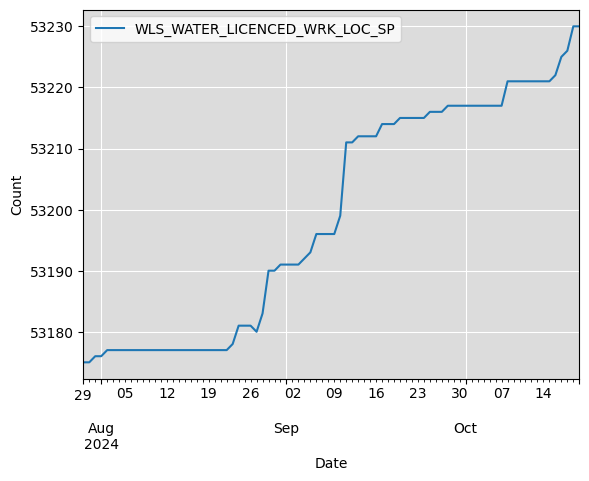 WLS_WATER_LICENCED_WRK_LOC_SP
53230
53220
53210
53200
53190
53180
Count
29 05 12 19 26 02 09 16 23 30 07 14
Aug Sep Oct
2024
Date